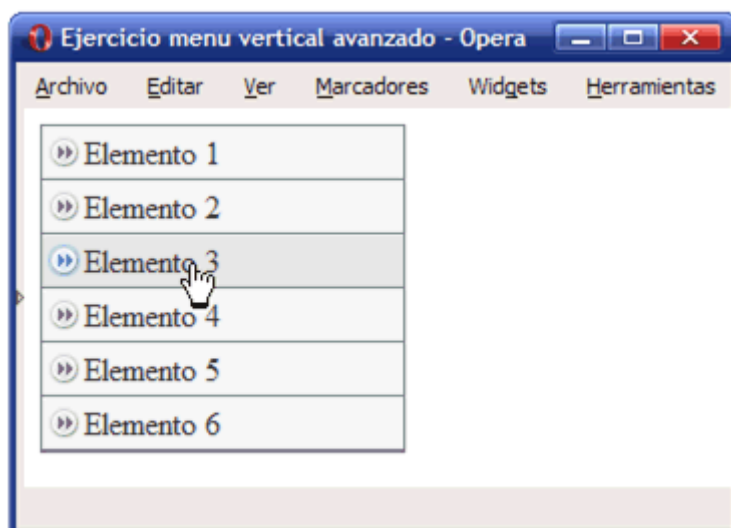 Ejercicio menu vertical avanzado - Opera
Archivo Editar Ver Marcadores Widgets Herramientas
Elemento 1
Elemento 2
Elemento 3
Elemento 4
Elemento 5
Elemento 6